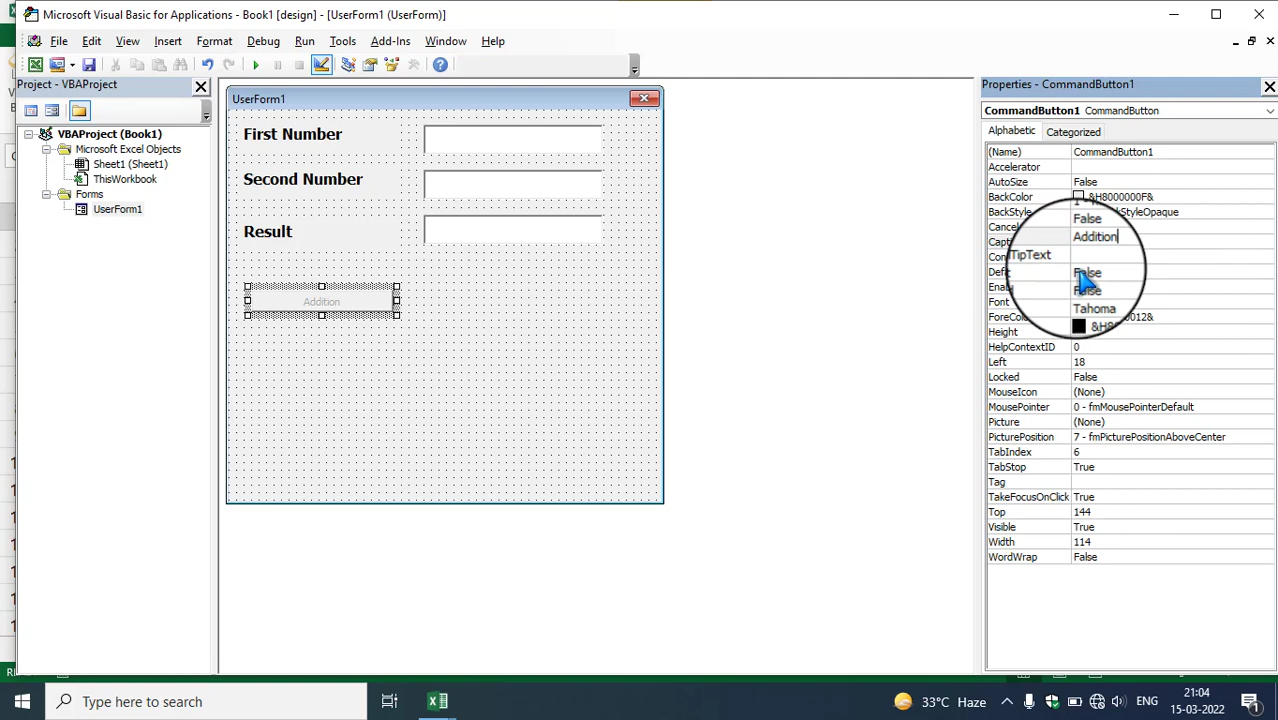 Microsoft Visual Basic for Applications - Book1 [design] - [UserForm1 (UserForm)]
File Edit View Insert Format Debug Run Tools Add-Ins Window Help
Project - VBAProject
VBAProject (Book1)
Microsoft Excel Objects
Sheet1 (Sheet1)
ThisWorkbook
Forms
UserForm1
UserForm1
First Number
Second Number
Result
Addition
Properties - CommandButton1
CommandButton1 CommandButton
Alphabetic Categorized
(Name) CommandButton1
Accelerator
AutoSize False
BackColor &H8000000F&
BackStyle
False
Addition
TipText
False
False
Font Tahoma
Height
HelpContextID 0
Left 18
Locked False
MouseIcon (None)
MousePointer 0 - fmMousePointerDefault
Picture (None)
PicturePosition 7 - fmPicturePositionAboveCenter
TabIndex 6
TabStop True
Tag
TakeFocusOnClick True
Top 144
Visible True
Width 114
WordWrap False
Type here to search
33°C Haze
ENG
21:04
15-03-2022